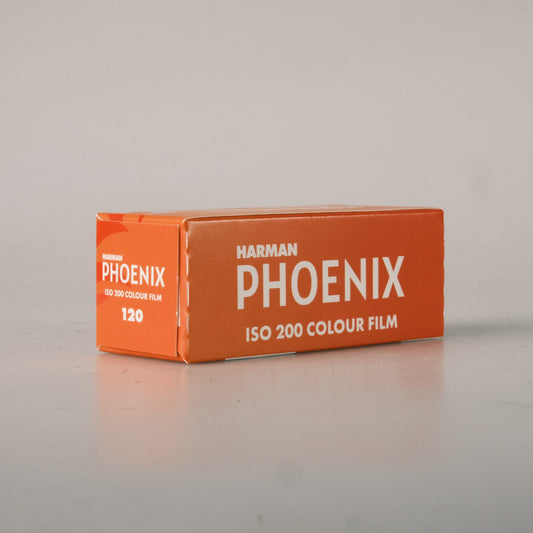 HARMAN
PHOENIX
ISO 200 COLOUR FILM
120
HARMAN
PHOENIX
ISO 200 COLOUR FILM